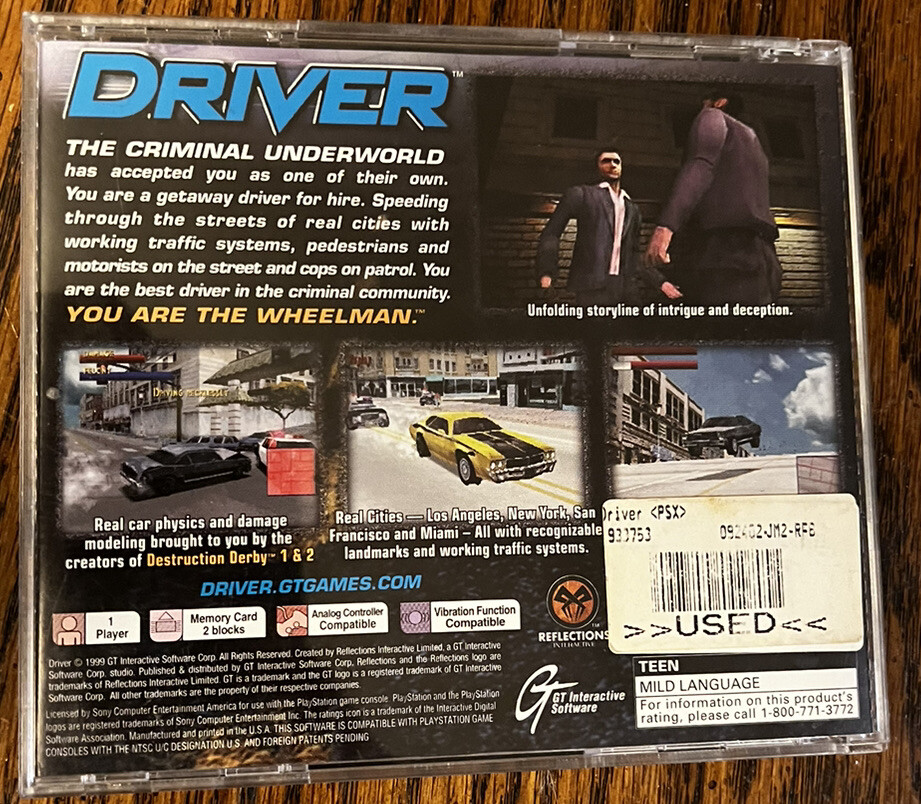 DRIVER™
THE CRIMINAL UNDERWORLD
has accepted you as one of their own.
You are a getaway driver for hire. Speeding
through the streets of real cities with
working traffic systems, pedestrians and
motorists on the street and cops on patrol. You
are the best driver in the criminal community.
YOU ARE THE WHEELMAN.™
Unfolding storyline of intrigue and deception.
DAMAGE
FELONY
DRIVING RECKLESSLY
Real car physics and damage
modeling brought to you by the
creators of Destruction Derby™ 1 & 2
Real Cities — Los Angeles, New York, San
Francisco and Miami – All with recognizable
landmarks and working traffic systems.
river <PSX>
>>USED<<
DRIVER.GTGAMES.COM
1
Player
Memory Card
2 blocks
Analog Controller
Compatible
Vibration Function
Compatible
REFLECTIONS
INTERACTIVE
Driver © 1999 GT Interactive Software Corp. All Rights Reserved. Created by Reflections Interactive Limited, a GT Interactive
Software Corp. studio. Published & distributed by GT Interactive Software Corp. Reflections and the Reflections logo are
trademarks of Reflections Interactive Limited. GT is a trademark and the GT logo is a registered trademark of GT Interactive
Software Corp. All other trademarks are the property of their respective companies.
Licensed by Sony Computer Entertainment America for use with the PlayStation game console. PlayStation and the PlayStation
logos are registered trademarks of Sony Computer Entertainment Inc. The ratings icon is a trademark of the Interactive Digital
Software Association. Manufactured and printed in the U.S.A. THIS SOFTWARE IS COMPATIBLE WITH PLAYSTATION GAME
CONSOLES WITH THE NTSC U/C DESIGNATION U.S. AND FOREIGN PATENTS PENDING
GT GT Interactive
Software
TEEN
MILD LANGUAGE
For information on this product's
rating, please call 1-800-771-3772